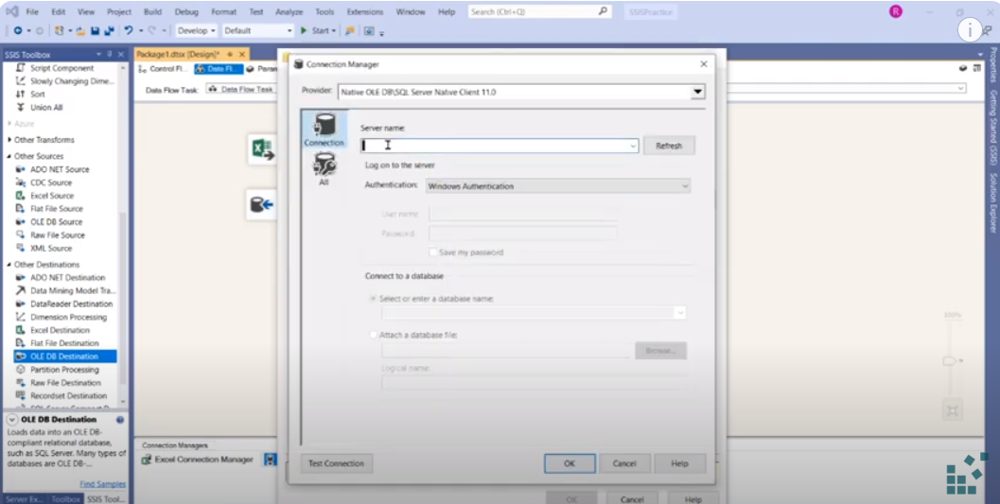 File Edit View Project Build Debug Format Test Analyze Tools Extensions Window Help Search (Ctrl+Q) SSISPractice R i
Develop Default Start
SSIS Toolbox
Script Component
Slowly Changing Dime...
Sort
Union All
Azure
Other Transforms
Other Sources
ADO NET Source
CDC Source
Excel Source
Flat File Source
OLE DB Source
Raw File Source
XML Source
Other Destinations
ADO NET Destination
Data Mining Model Tra...
DataReader Destination
Dimension Processing
Excel Destination
Flat File Destination
OLE DB Destination
Partition Processing
Raw File Destination
Recordset Destination
OLE DB Destination
Loads data into an OLE DB-
compliant relational database,
such as SQL Server. Many types of
databases are OLE DB-...
Find Samples
Server Ex... Toolbox SSIS Tool...
Package1.dtsx [Design]*
Control Fl... Data Fl... Param
Data Flow Task: Data Flow Task
Connection Manager
Provider: Native OLE DB\SQL Server Native Client 11.0
Connection
All
Server name:
Refresh
Log on to the server
Authentication: Windows Authentication
User name:
Password:
Save my password
Connect to a database
Select or enter a database name:
Attach a database file:
Browse...
Logical name:
Test Connection OK Cancel Help
OK Cancel Help
Connection Managers
Excel Connection Manager
100%
Properties
Getting Started (SSIS)
Solution Explorer